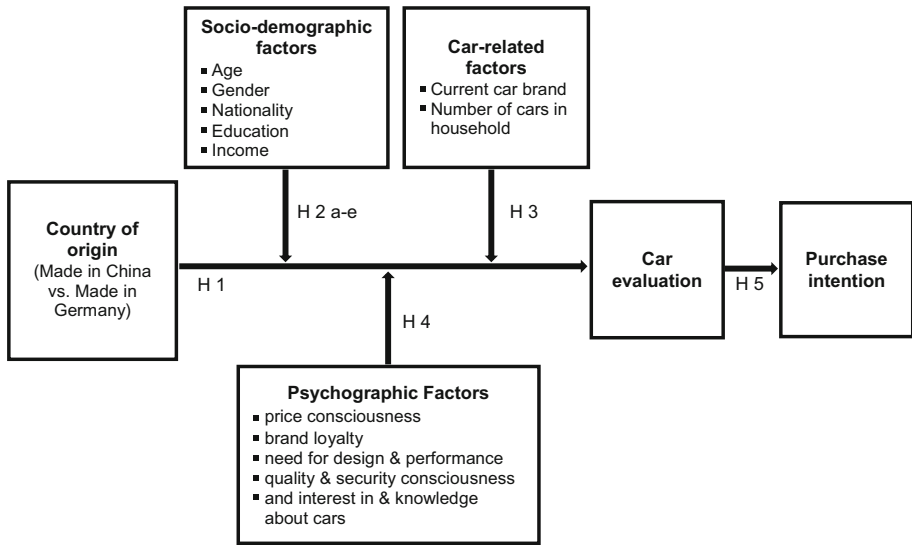 Socio-demographic
factors
▪ Age
▪ Gender
▪ Nationality
▪ Education
▪ Income
Car-related
factors
▪ Current car brand
▪ Number of cars in
household
H 2 a-e
H 3
Country of
origin
(Made in China
vs. Made in
Germany)
H 1
Car
evaluation
H 5
Purchase
intention
H 4
Psychographic Factors
▪ price consciousness
▪ brand loyalty
▪ need for design & performance
▪ quality & security consciousness
▪ and interest in & knowledge
about cars